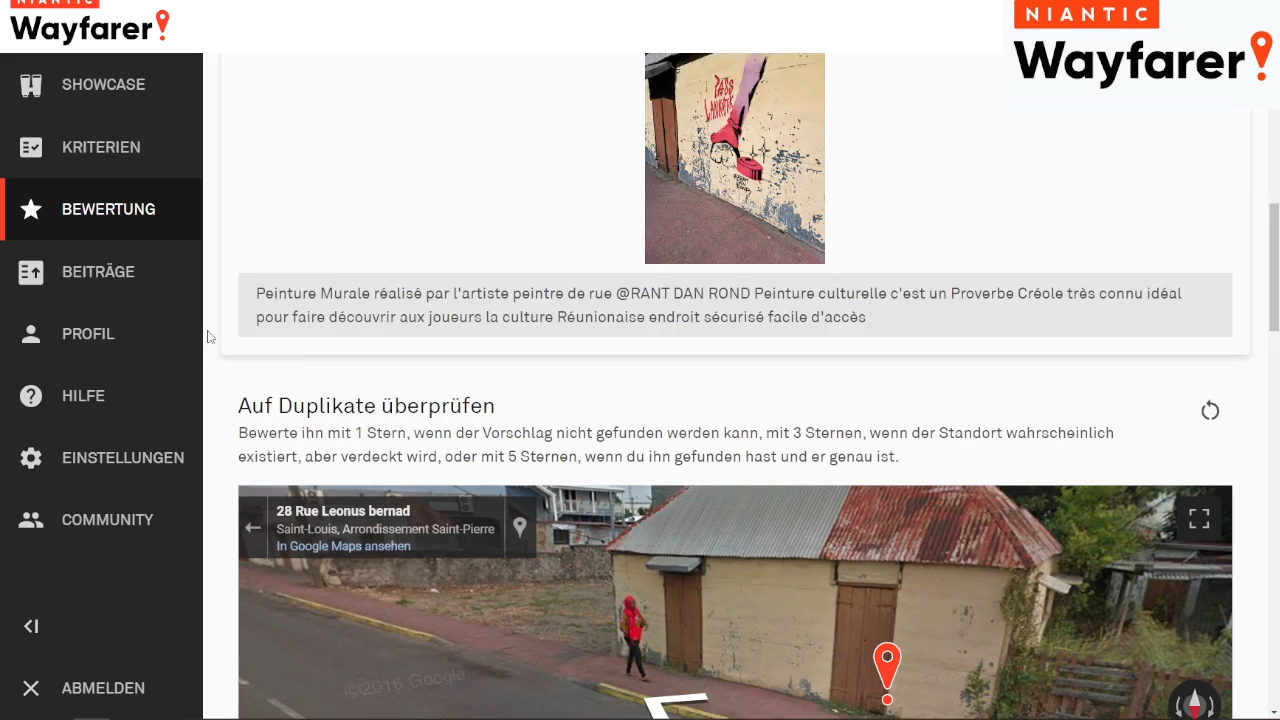 NIANTIC
Wayfarer
NIANTIC
Wayfarer
SHOWCASE
KRITERIEN
BEWERTUNG
BEITRÄGE
PROFIL
HILFE
EINSTELLUNGEN
COMMUNITY
ABMELDEN
Peinture Murale réalisé par l'artiste peintre de rue @RANT DAN ROND Peinture culturelle c'est un Proverbe Créole très connu idéal
pour faire découvrir aux joueurs la culture Réunionaise endroit sécurisé facile d'accès
Auf Duplikate überprüfen
Bewerte ihn mit 1 Stern, wenn der Vorschlag nicht gefunden werden kann, mit 3 Sternen, wenn der Standort wahrscheinlich
existiert, aber verdeckt wird, oder mit 5 Sternen, wenn du ihn gefunden hast und er genau ist.
28 Rue Leonus bernad
Saint-Louis, Arrondissement Saint-Pierre
In Google Maps ansehen
©2016 Google